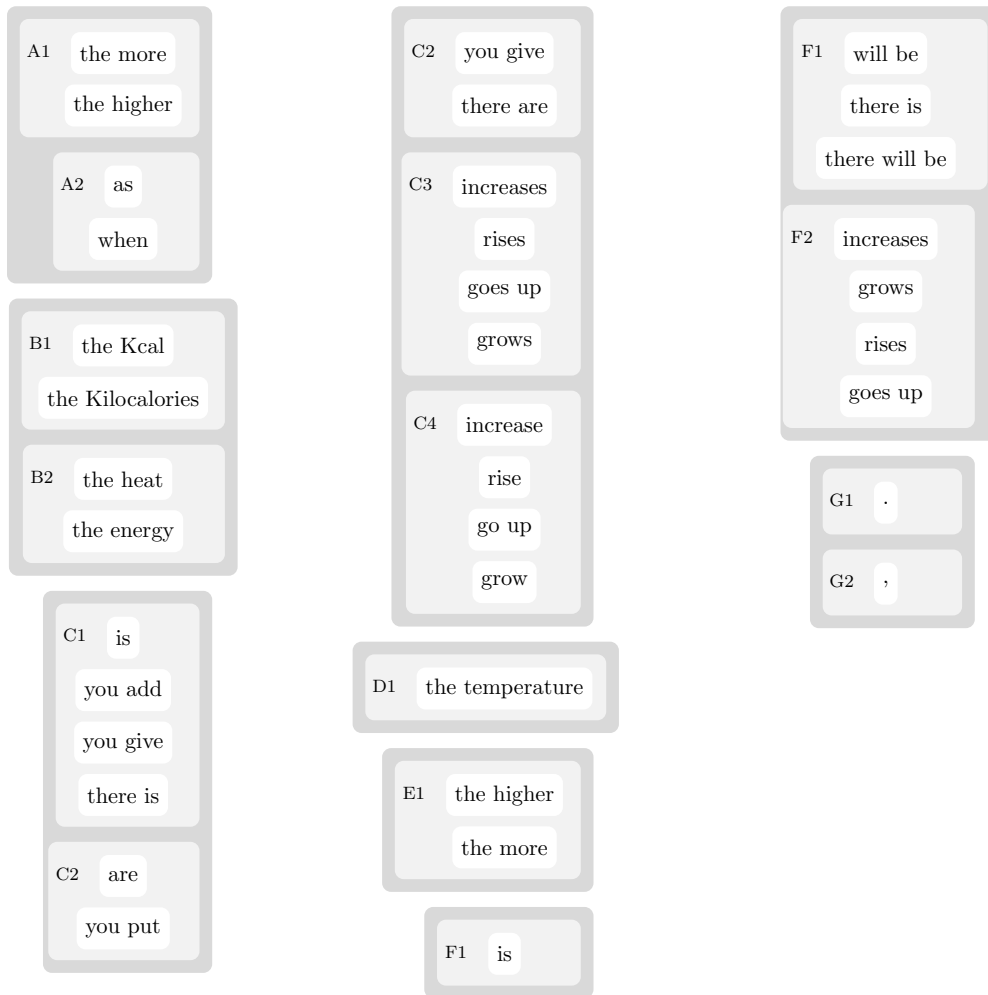 A1 the more
the higher
A2 as
when
B1 the Kcal
the Kilocalories
B2 the heat
the energy
C1 is
you add
you give
there is
C2 are
you put
C2 you give
there are
C3 increases
rises
goes up
grows
C4 increase
rise
go up
grow
D1 the temperature
E1 the higher
the more
F1 is
F1 will be
there is
there will be
F2 increases
grows
rises
goes up
G1 .
G2 ,